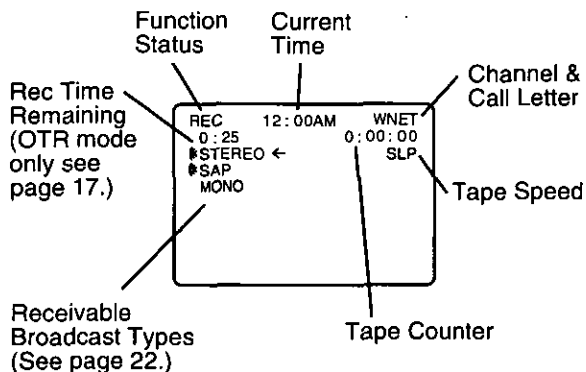 Function
Status
Current
Time
Channel &
Call Letter
Rec Time
Remaining
(OTR mode
only see
page 17.)
REC 12:00AM WNET
0:25 0:00:00
STEREO ← SLP
SAP
MONO
Tape Speed
Receivable
Broadcast Types
(See page 22.)
Tape Counter